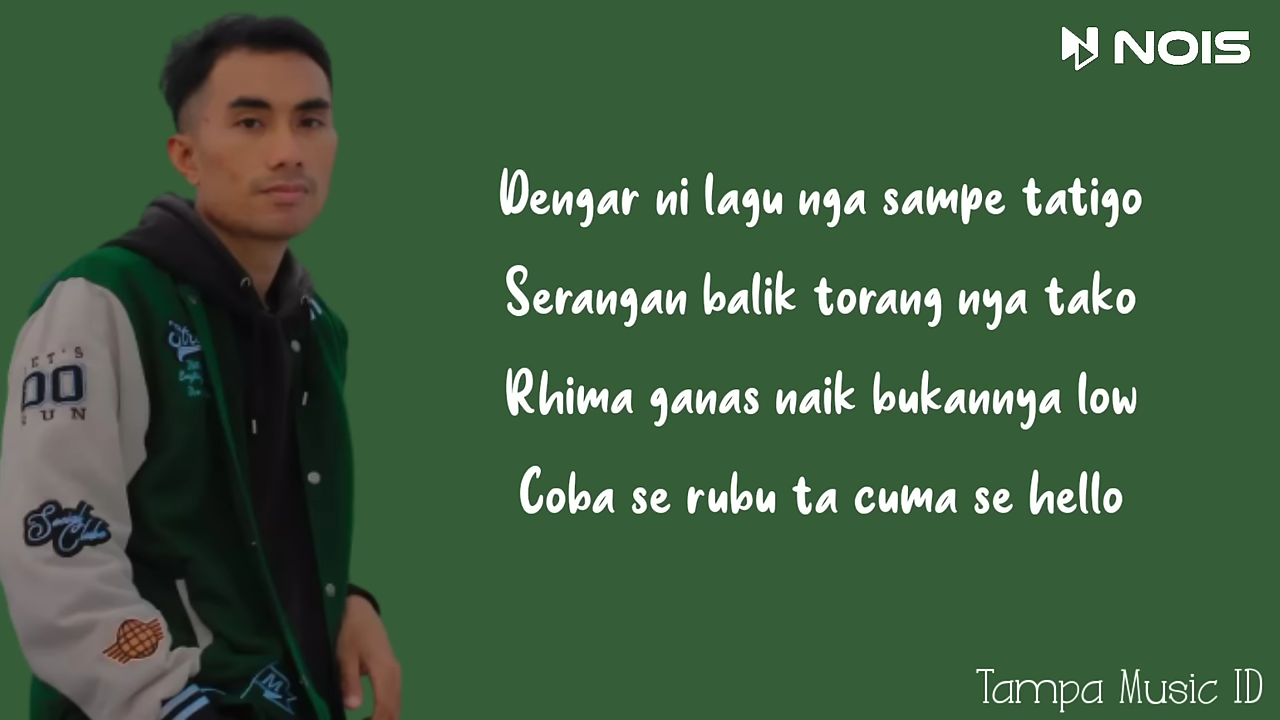 NOIS
Dengar ni lagu nga sampe tatigo
Serangan balik torang nya tako
Rhima ganas naik bukannya low
Coba se rubu ta cuma se hello
Tampa Music ID
M